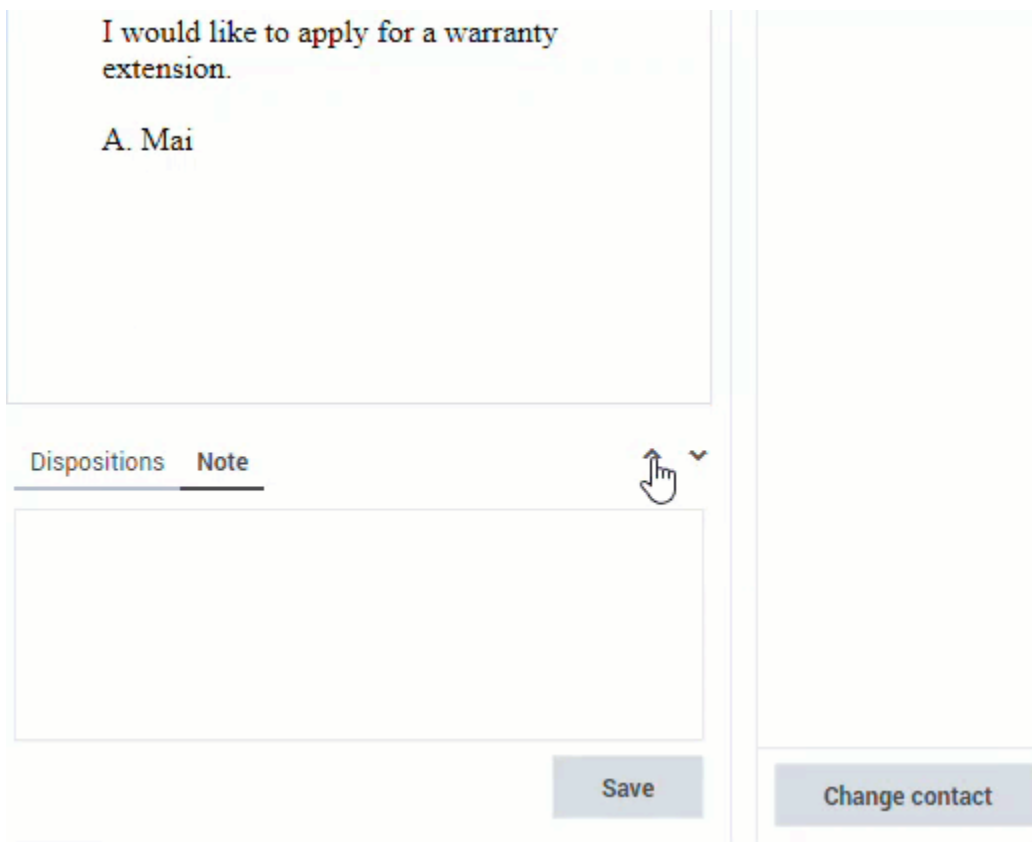 I would like to apply for a warranty
extension.
A. Mai
Dispositions Note
Save
Change contact